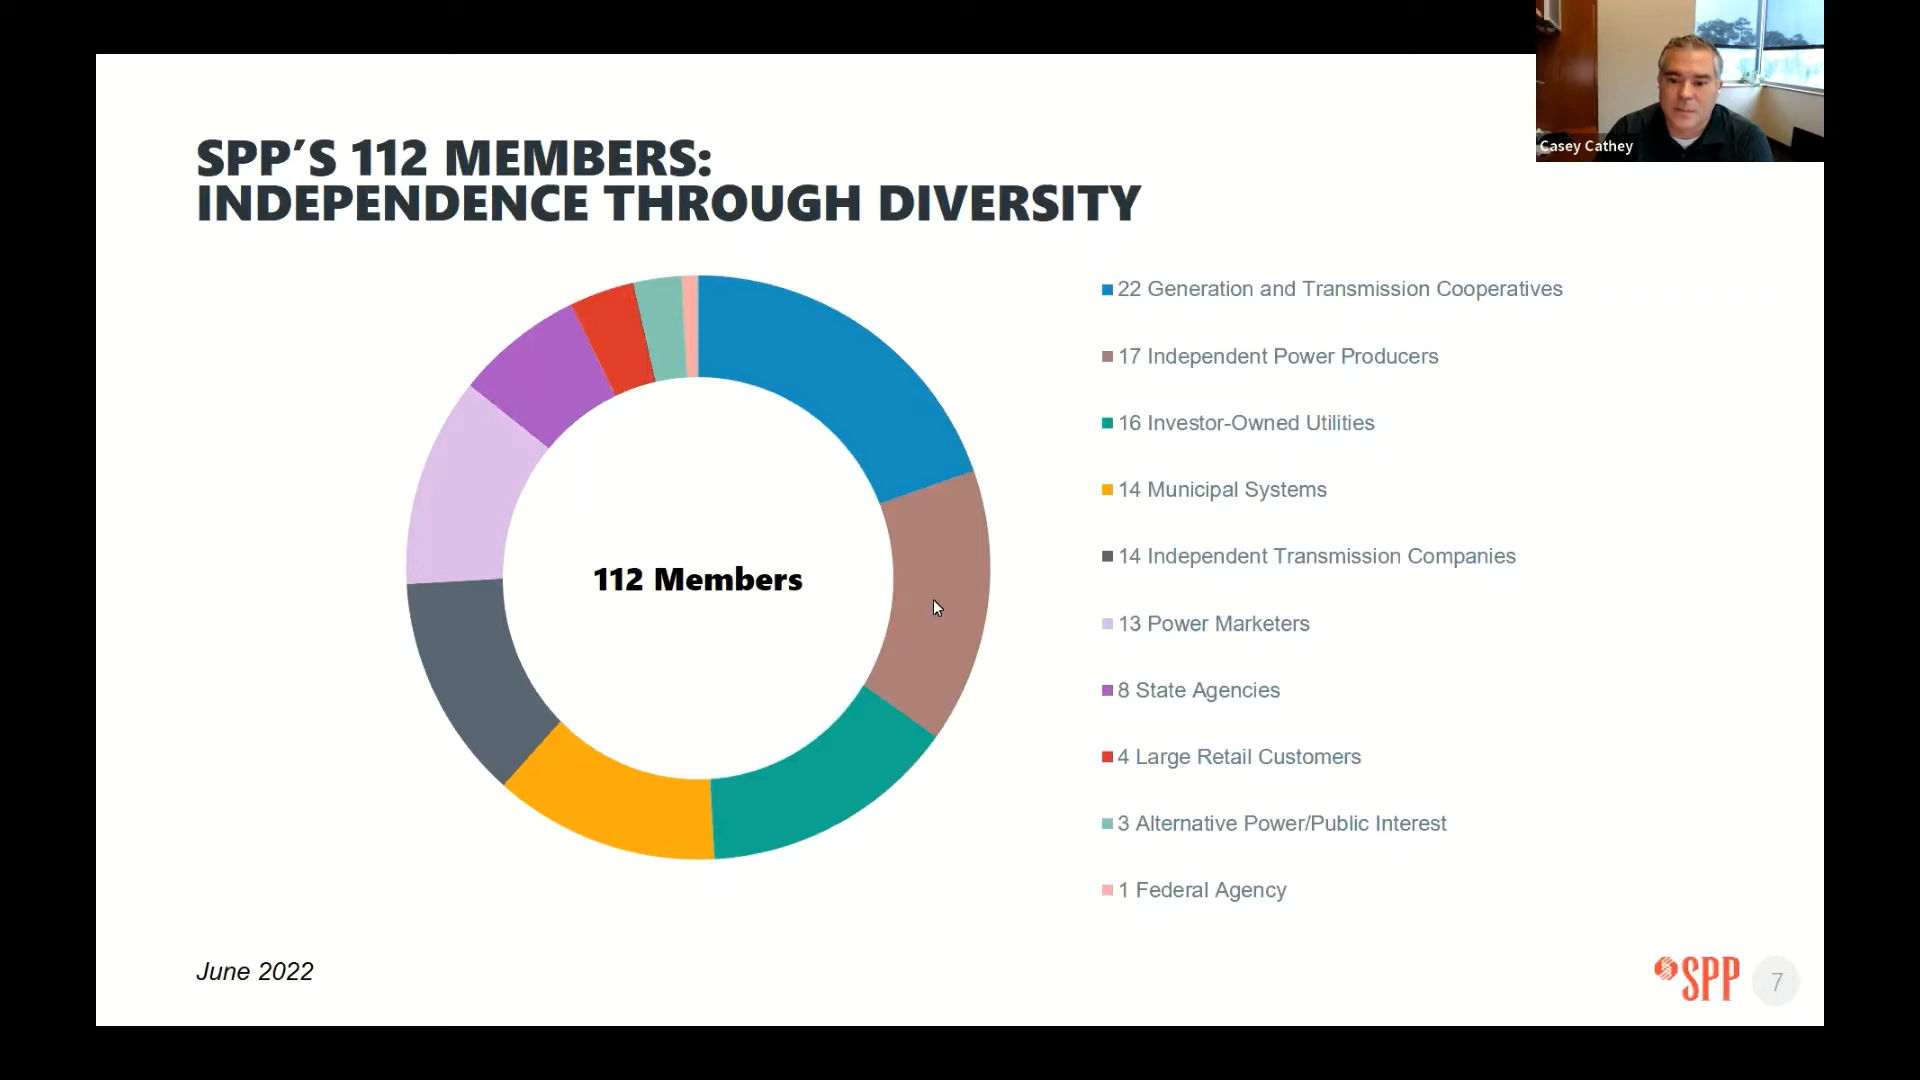 Casey Cathey
SPP’S 112 MEMBERS:
INDEPENDENCE THROUGH DIVERSITY
112 Members
22 Generation and Transmission Cooperatives
17 Independent Power Producers
16 Investor-Owned Utilities
14 Municipal Systems
14 Independent Transmission Companies
13 Power Marketers
8 State Agencies
4 Large Retail Customers
3 Alternative Power/Public Interest
1 Federal Agency
June 2022
SPP
7